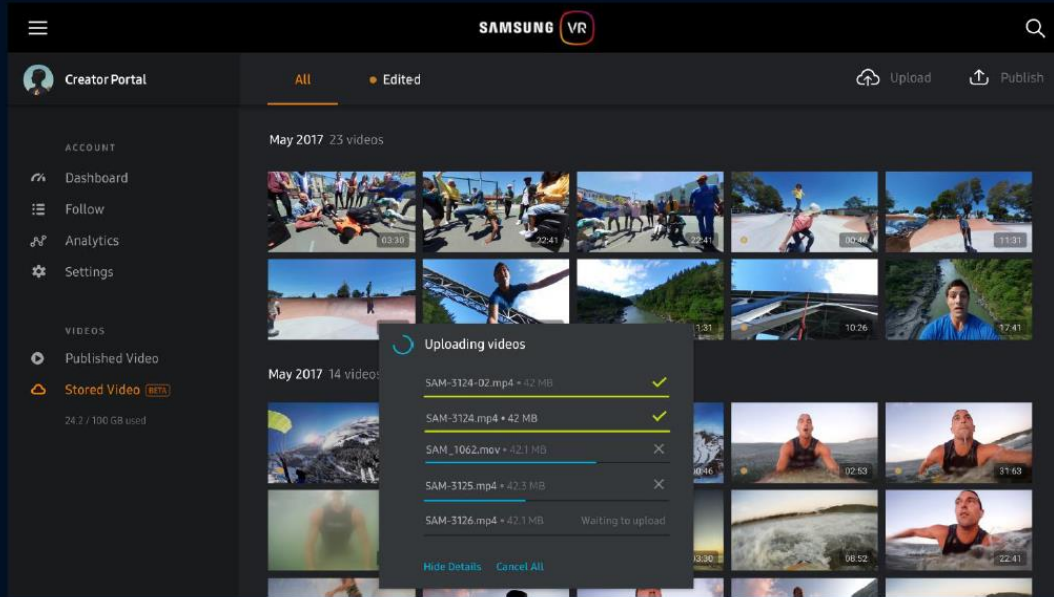 SAMSUNG VR
Creator Portal
All
Edited
Upload
Publish
ACCOUNT
Dashboard
Follow
Analytics
Settings
VIDEOS
Published Video
Stored Video BETA
24.2 / 100 GB used
May 2017 23 videos
03:30
22:41
22:41
00:46
11:31
1:31
10:26
17:41
May 2017 14 videos
00:46
02:53
31:63
03:30
08:52
22:41
Uploading videos
SAM-3124-02.mp4 • 42 MB
SAM-3124.mp4 • 42 MB
SAM_1062.mov • 42.1 MB
SAM-3125.mp4 • 42.3 MB
SAM-3126.mp4 • 42.1 MB Waiting to upload
Hide Details Cancel All